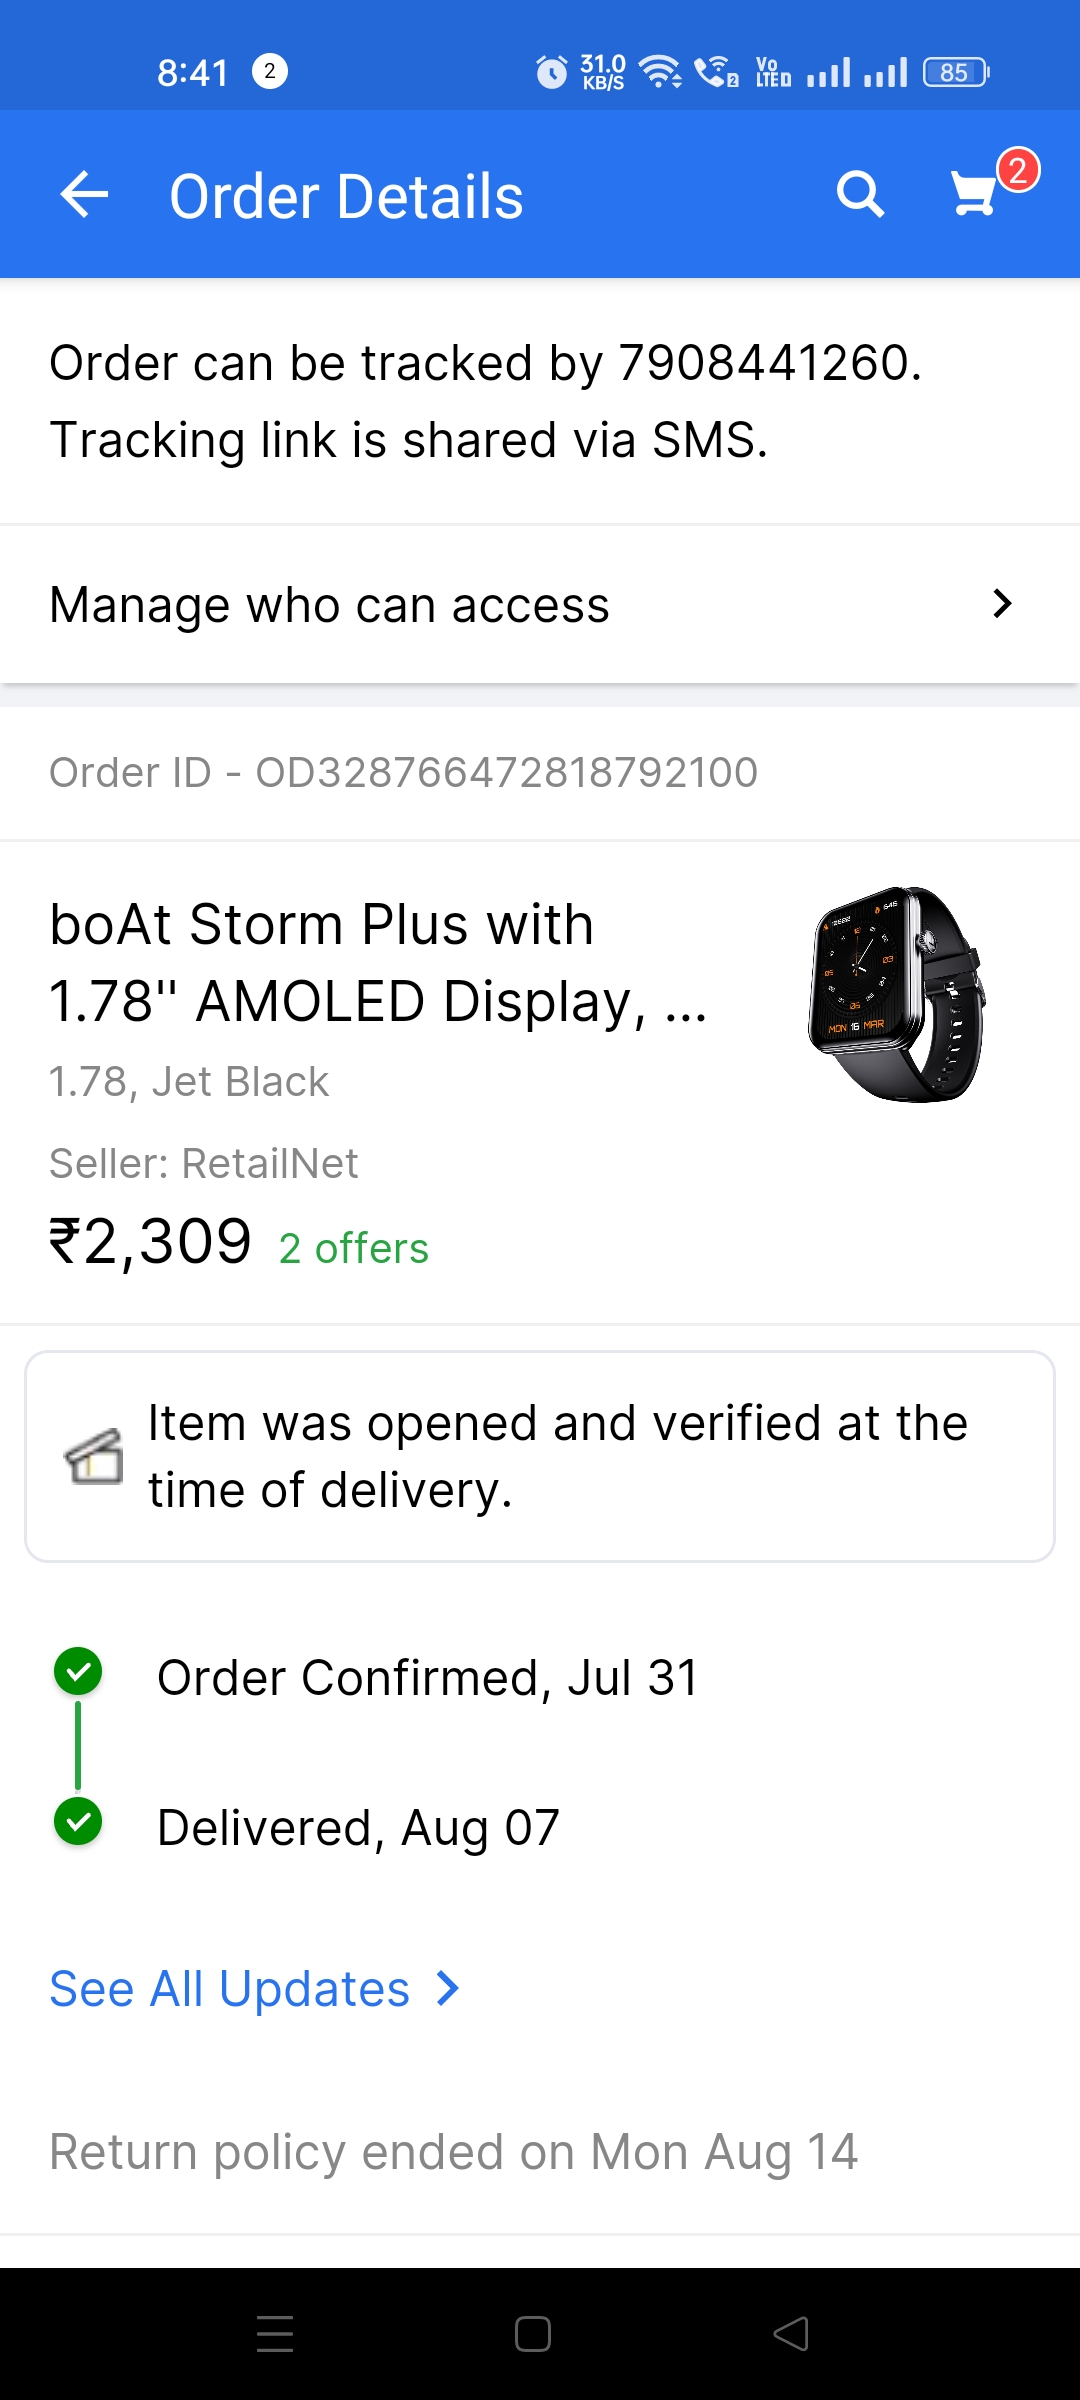 8:41 2 31.0 KB/S 2 Vo LTE 85
Order Details 2
Order can be tracked by 7908441260.
Tracking link is shared via SMS.
Manage who can access
Order ID - OD328766472818792100
boAt Storm Plus with
1.78" AMOLED Display, ...
1.78, Jet Black
Seller: RetailNet
₹2,309 2 offers
MON 16 MAR
Item was opened and verified at the
time of delivery.
Order Confirmed, Jul 31
Delivered, Aug 07
See All Updates
Return policy ended on Mon Aug 14